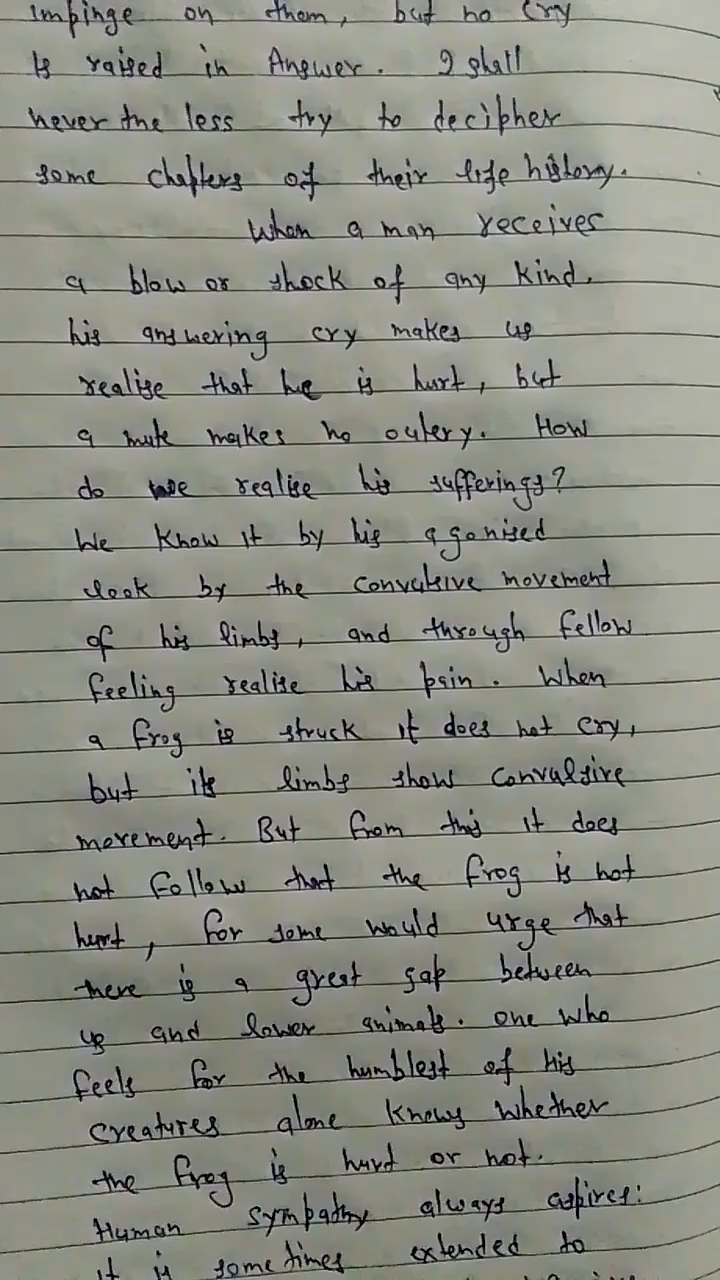 impinge on them, but no cry
is raised in Answer. I shall
never the less try to decipher
some chapters of their life history.
When a man receives
a blow or shock of any kind,
his answering cry makes us
realise that he is hurt, but
a mute makes no outcry. How
do we realise his sufferings?
We know it by his agonised
look by the convulsive movement
of his limbs, and through fellow
feeling realise his pain. When
a frog is struck it does not cry,
but its limbs show convulsive
movement. But from this it does
not follow that the frog is not
hurt, for some would urge that
there is a great gap between
us and lower animals. One who
feels for the humblest of his
creatures alone knows whether
the frog is hurt or not.
Human sympathy always aspires:
it is some times extended to